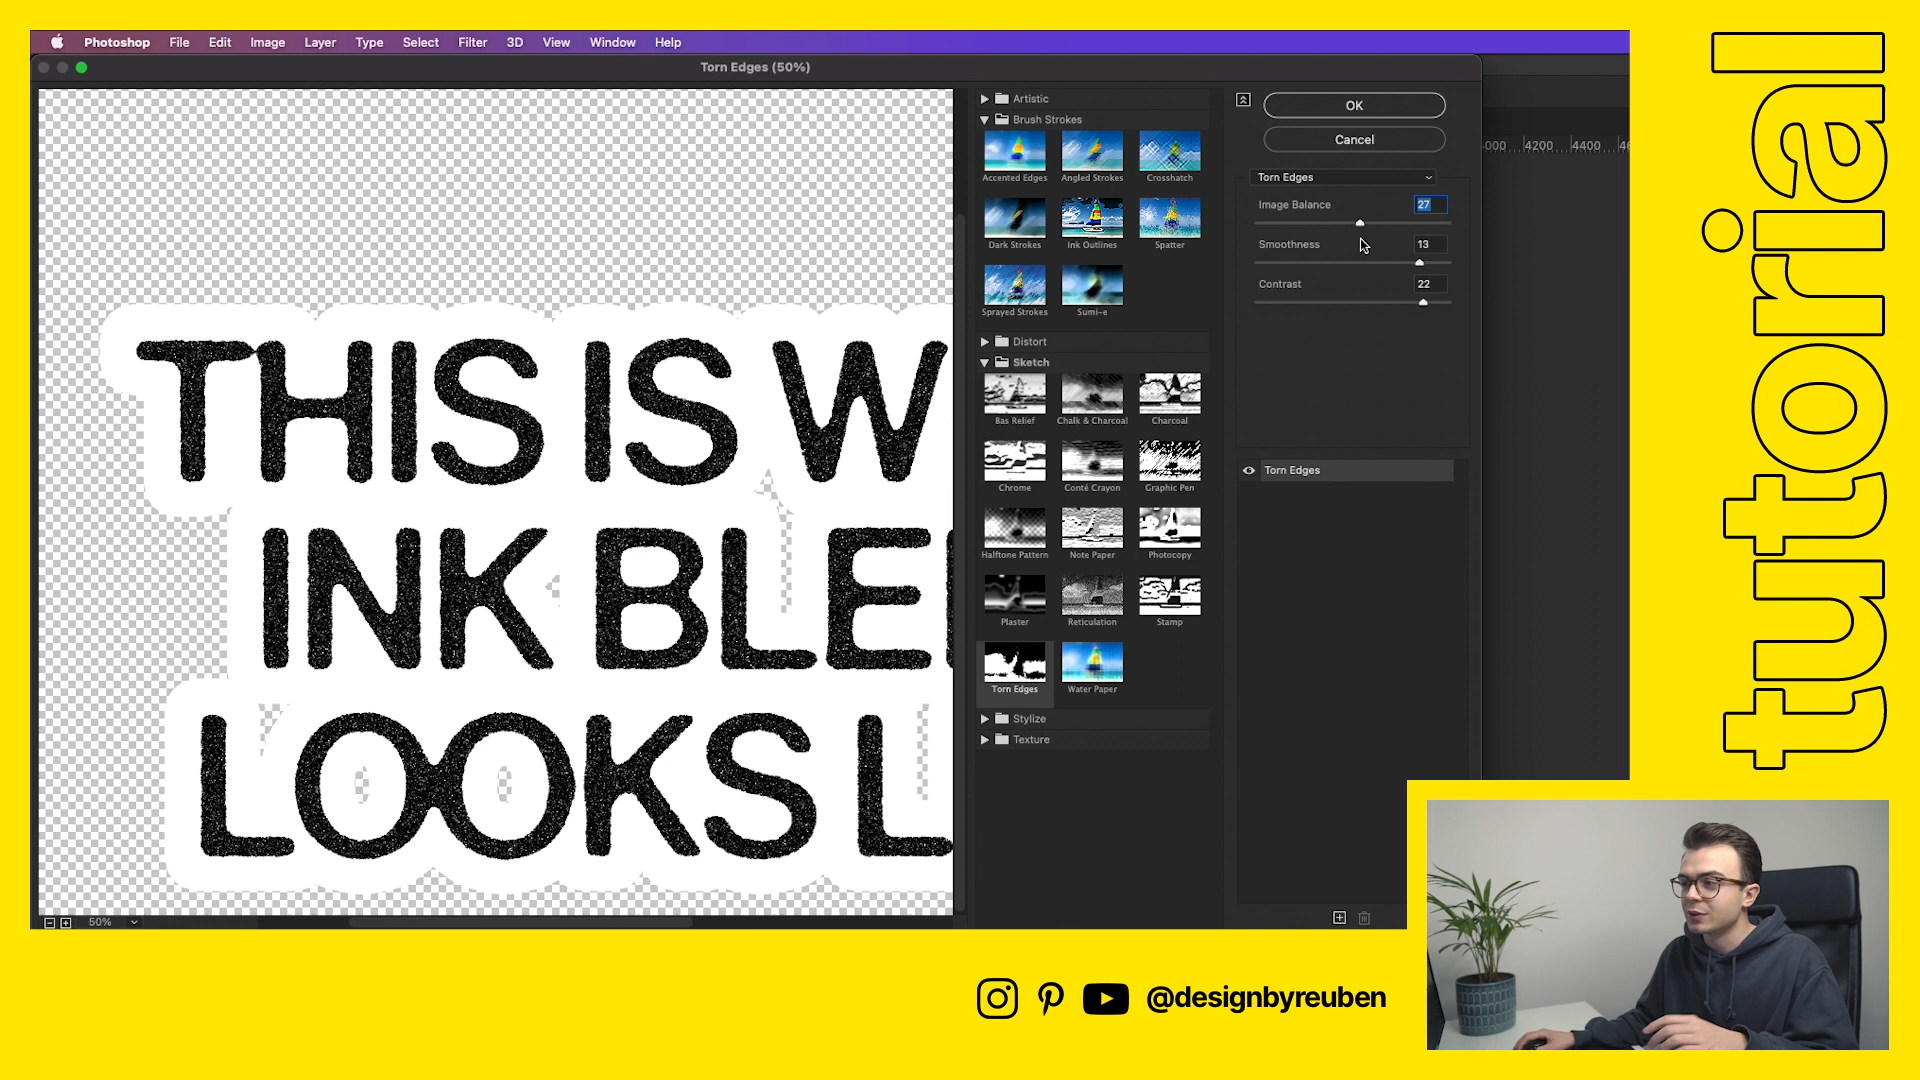 Photoshop File Edit Image Layer Type Select Filter 3D View Window Help
Torn Edges (50%)
THIS IS W
INK BLE
LOOKS L
50%
Artistic
Brush Strokes
Accented Edges Angled Strokes Crosshatch
Dark Strokes Ink Outlines Spatter
Sprayed Strokes Sumi-e
Distort
Sketch
Bas Relief Chalk & Charcoal Charcoal
Chrome Conté Crayon Graphic Pen
Halftone Pattern Note Paper Photocopy
Plaster Reticulation Stamp
Torn Edges Water Paper
Stylize
Texture
OK
Cancel
Torn Edges
Image Balance 27
Smoothness 13
Contrast 22
Torn Edges
4200 4400
tutorial
@designbyreuben